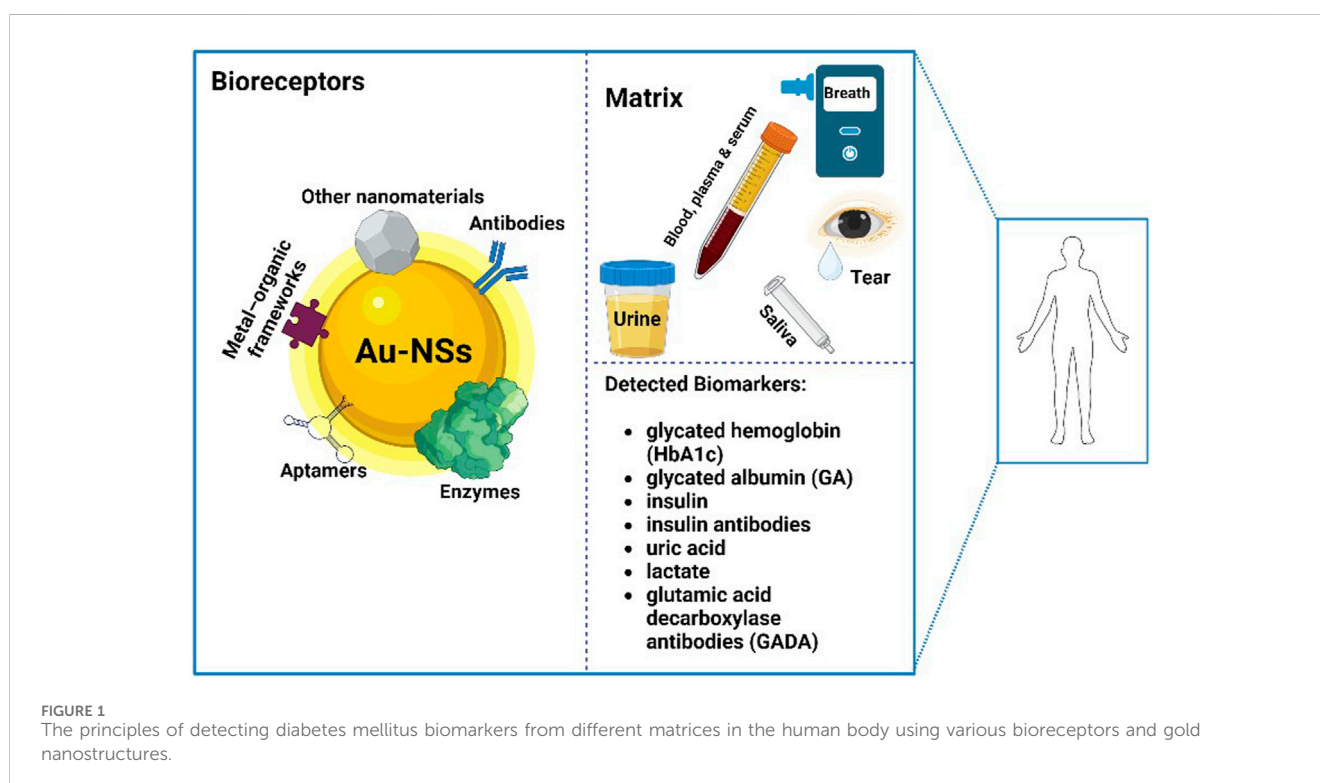 Bioreceptors
Other nanomaterials
Antibodies
Metal–organic
frameworks
Au-NSs
Aptamers
Enzymes
Matrix
Breath
Blood, plasma & serum
Tear
Urine
Saliva
Detected Biomarkers:
• glycated hemoglobin
(HbA1c)
• glycated albumin (GA)
• insulin
• insulin antibodies
• uric acid
• lactate
• glutamic acid
decarboxylase
antibodies (GADA)
FIGURE 1
The principles of detecting diabetes mellitus biomarkers from different matrices in the human body using various bioreceptors and gold
nanostructures.